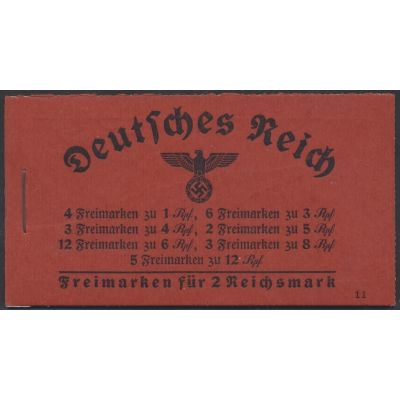 Deutsches Reich
4 Freimarken zu 1 Rpf, 6 Freimarken zu 3 Rpf
3 Freimarken zu 4 Rpf, 2 Freimarken zu 5 Rpf
12 Freimarken zu 6 Rpf, 3 Freimarken zu 8 Rpf
5 Freimarken zu 12 Rpf
Freimarken für 2 Reichsmark
11